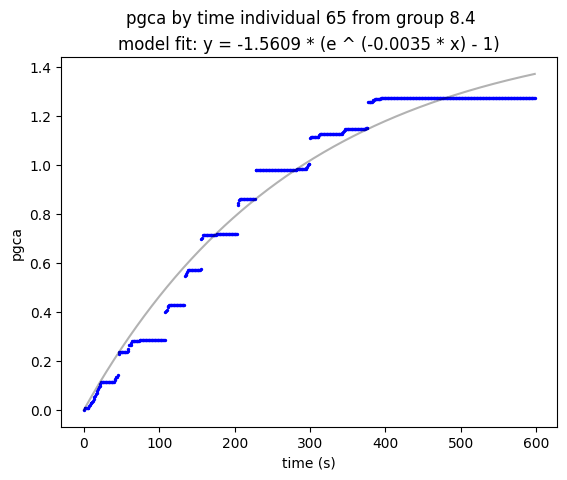 pgca by time individual 65 from group 8.4
model fit: y = -1.5609 * (e ^ (-0.0035 * x) - 1)
1.4
1.2
1.0
0.8
0.6
0.4
0.2
0.0
pgca
0 100 200 300 400 500 600
time (s)